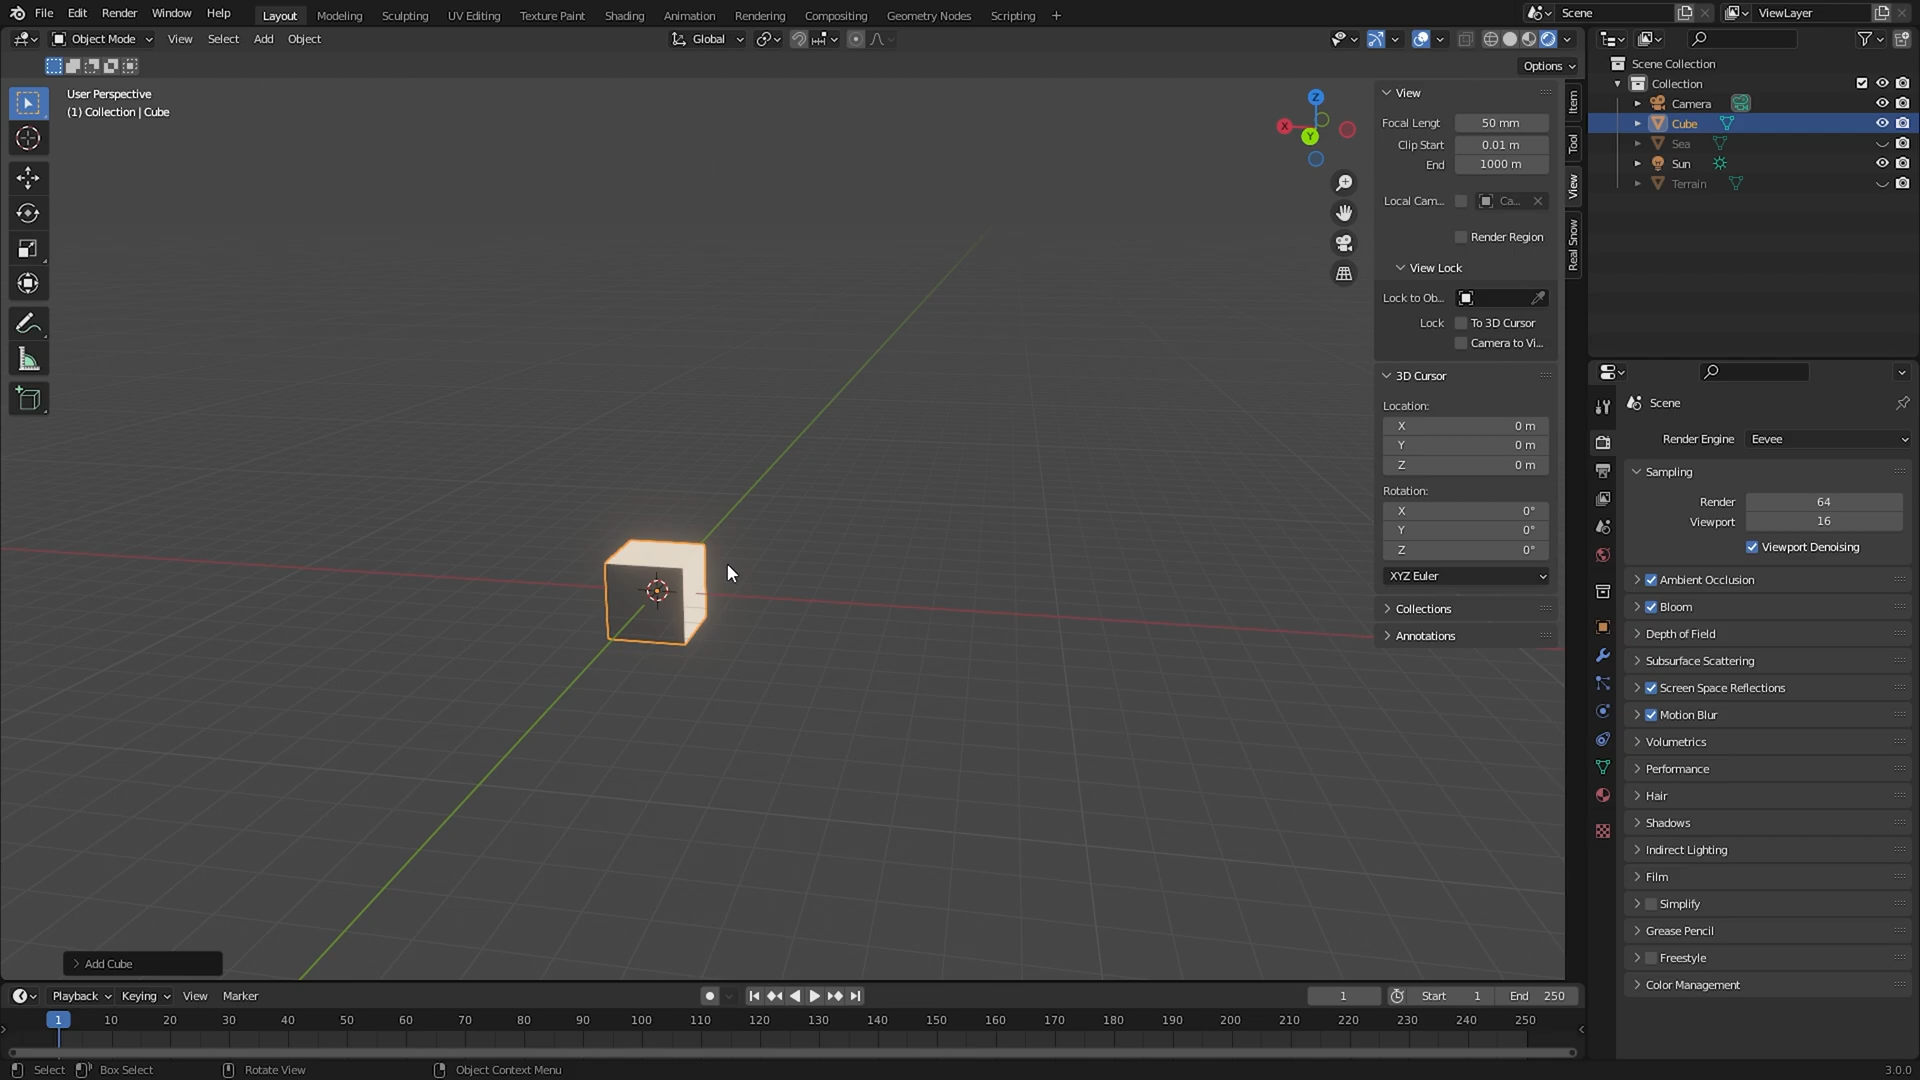 File Edit Render Window Help Layout Modeling Sculpting UV Editing Texture Paint Shading Animation Rendering Compositing Geometry Nodes Scripting + Scene ViewLayer
Object Mode View Select Add Object Global
Options
User Perspective
(1) Collection | Cube
Z
X
Y
View
Focal Lengt 50 mm
Clip Start 0.01 m
End 1000 m
Local Cam... Ca...
Render Region
View Lock
Lock to Ob...
Lock To 3D Cursor
Camera to Vi...
3D Cursor
Location:
X 0 m
Y 0 m
Z 0 m
Rotation:
X 0°
Y 0°
Z 0°
XYZ Euler
Collections
Annotations
Item
Tool
View
Real Snow
Scene Collection
Collection
Camera
Cube
Sea
Sun
Terrain
Scene
Render Engine Eevee
Sampling
Render 64
Viewport 16
Viewport Denoising
Ambient Occlusion
Bloom
Depth of Field
Subsurface Scattering
Screen Space Reflections
Motion Blur
Volumetrics
Performance
Hair
Shadows
Indirect Lighting
Film
Simplify
Grease Pencil
Freestyle
Color Management
Add Cube
Playback Keying View Marker 1 Start 1 End 250
1 10 20 30 40 50 60 70 80 90 100 110 120 130 140 150 160 170 180 190 200 210 220 230 240 250
Select Box Select Rotate View Object Context Menu 3.0.0